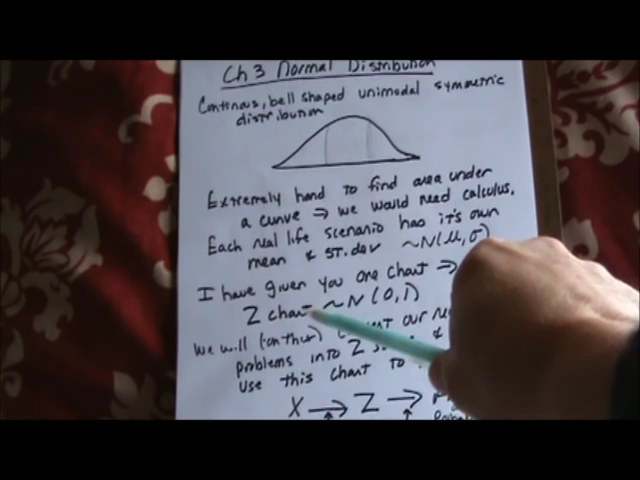 Ch 3 Normal Distribution
Continous, bell shaped unimodal symmetric
distribution
Extremely hard to find area under
a curve ⇒ we would need calculus.
Each real life scenario has it's own
mean & st. dev ~N(μ, σ)
I have given you one chart ⇒
Z chart ~ N (0, 1)
We will (on thur) our
problems into Z
use this chart to
X → Z →